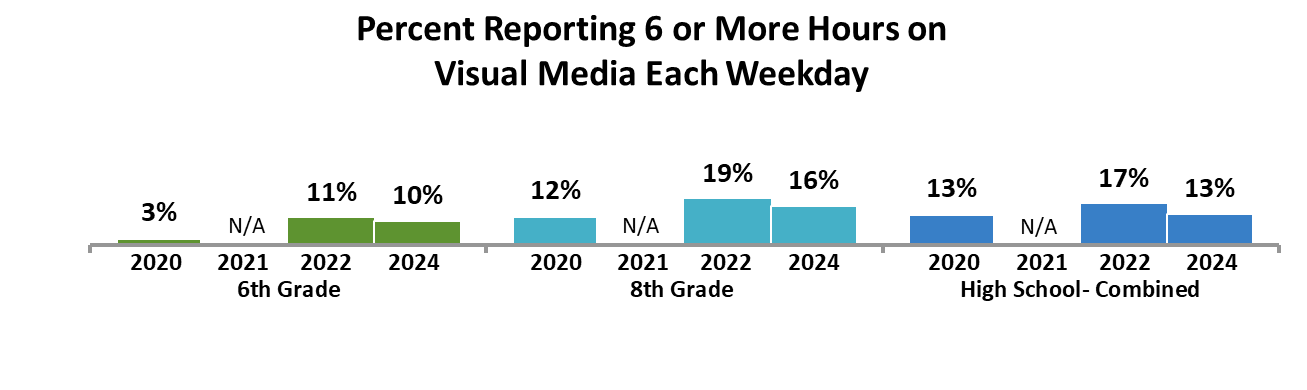 Percent Reporting 6 or More Hours on
Visual Media Each Weekday
3% N/A 11% 10% 12% N/A 19% 16% 13% N/A 17% 13%
2020 2021 2022 2024 2020 2021 2022 2024 2020 2021 2022 2024
6th Grade 8th Grade High School- Combined